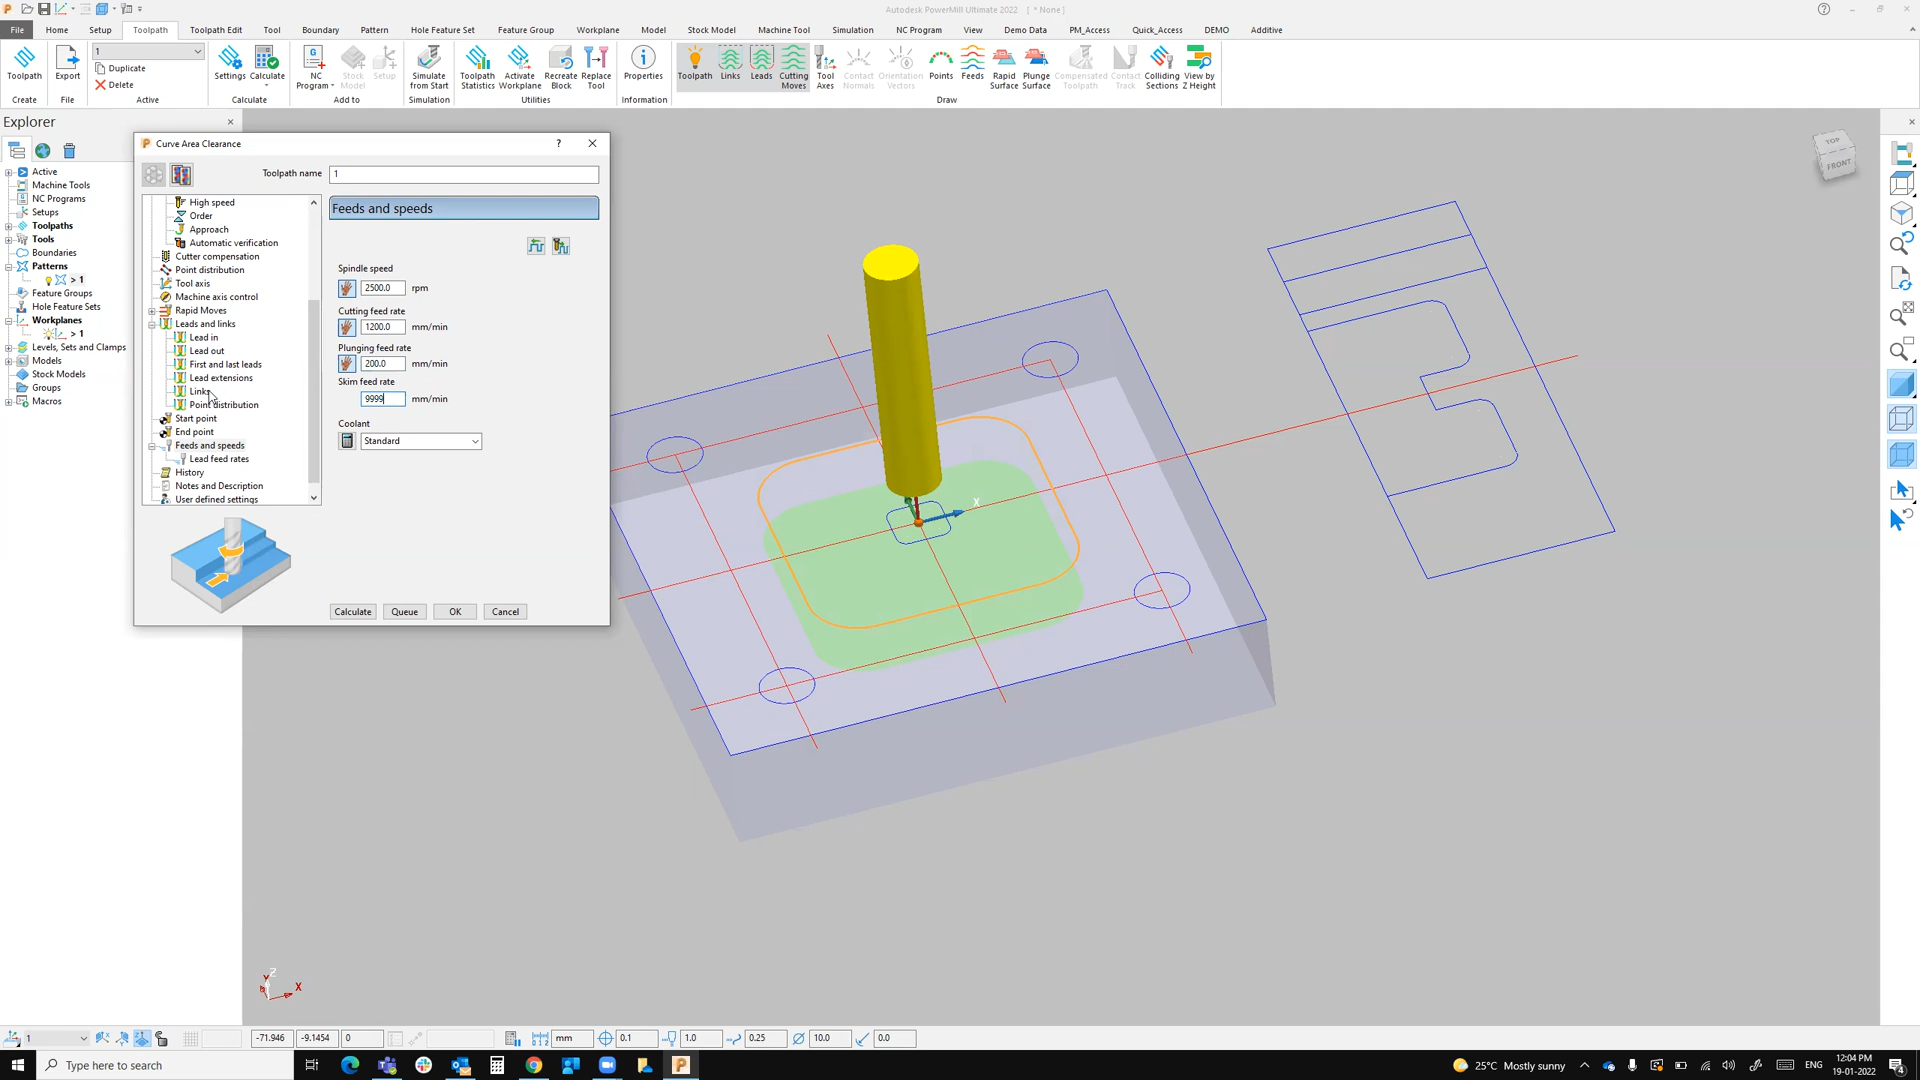 Autodesk PowerMill Ultimate 2022 [ * None ]
File Home Setup Toolpath Toolpath Edit Tool Boundary Pattern Hole Feature Set Feature Group Workplane Model Stock Model Machine Tool Simulation NC Program View Demo Data PM_Access Quick_Access DEMO Additive
1
Duplicate
Delete
Toolpath Export Settings Calculate NC Program Stock Model Setup Simulate from Start Toolpath Statistics Activate Workplane Recreate Block Replace Tool Properties Toolpath Links Leads Cutting Moves Tool Axes Contact Normals Orientation Vectors Points Feeds Rapid Surface Plunge Surface Compensated Toolpath Contact Track Colliding Sections View by Z Height
Create File Active Calculate Add to Simulation Utilities Information Draw
Explorer
Active
Machine Tools
NC Programs
Setups
Toolpaths
Tools
Boundaries
Patterns
> 1
Feature Groups
Hole Feature Sets
Workplanes
> 1
Levels, Sets and Clamps
Models
Stock Models
Groups
Macros
Curve Area Clearance
?
Toolpath name 1
High speed
Order
Approach
Automatic verification
Cutter compensation
Point distribution
Tool axis
Machine axis control
Rapid Moves
Leads and links
Lead in
Lead out
First and last leads
Lead extensions
Links
Point distribution
Start point
End point
Feeds and speeds
Lead feed rates
History
Notes and Description
User defined settings
Feeds and speeds
Spindle speed
2500.0 rpm
Cutting feed rate
1200.0 mm/min
Plunging feed rate
200.0 mm/min
Skim feed rate
9999 mm/min
Coolant
Standard
Calculate Queue OK Cancel
X
TOP
FRONT
Z
Y
X
1 -71.946 -9.1454 0 mm 0.1 1.0 0.25 10.0 0.0
Type here to search
25°C Mostly sunny
ENG
12:04 PM
19-01-2022
4